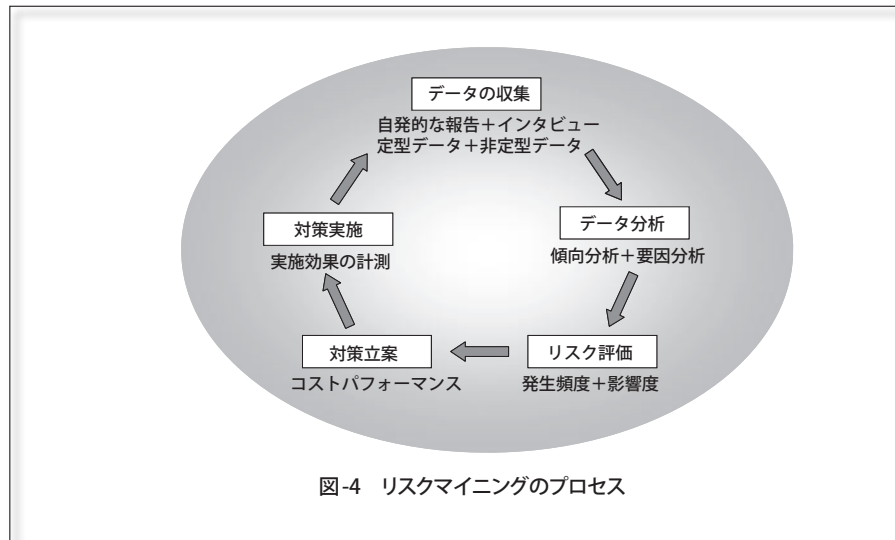 データの収集
自発的な報告＋インタビュー
定型データ＋非定型データ
データ分析
傾向分析＋要因分析
リスク評価
発生頻度＋影響度
対策立案
コストパフォーマンス
対策実施
実施効果の計測
図-4　リスクマイニングのプロセス